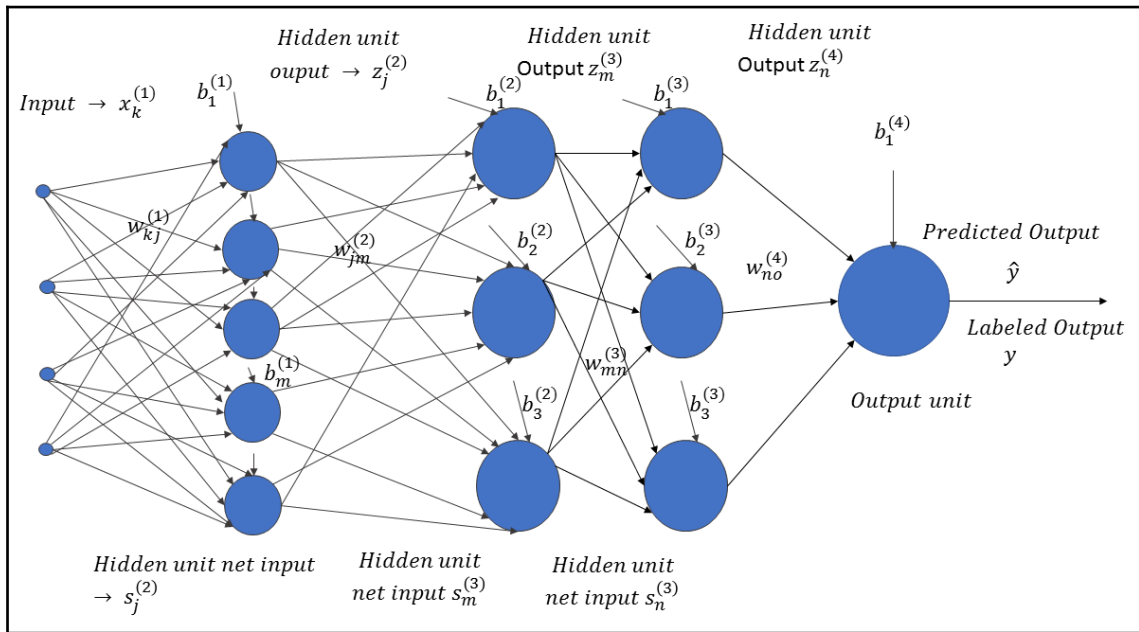 Input → x_k^(1)
b_1^(1)
Hidden unit
ouput → z_j^(2)
b_1^(2)
Hidden unit
Output z_m^(3)
b_1^(3)
Hidden unit
Output z_n^(4)
b_1^(4)
w_kj^(1)
w_jm^(2)
b_2^(2)
b_2^(3)
w_no^(4)
Predicted Output
ŷ
Labeled Output
y
b_m^(1)
w_mn^(3)
b_3^(2)
b_3^(3)
Output unit
Hidden unit net input
→ s_j^(2)
Hidden unit
net input s_m^(3)
Hidden unit
net input s_n^(3)